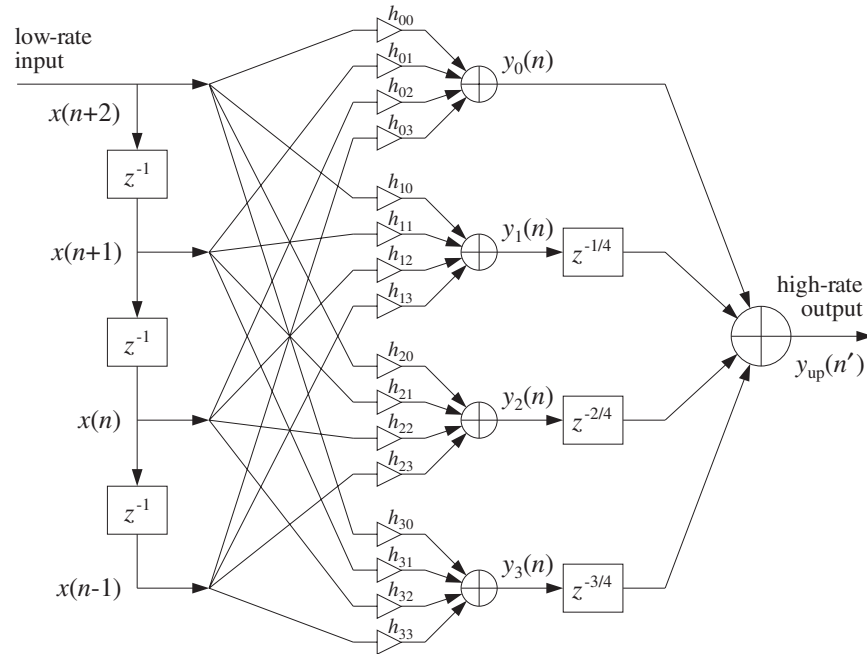 low-rate
input
x(n+2)
z⁻¹
x(n+1)
z⁻¹
x(n)
z⁻¹
x(n-1)
h₀₀
h₀₁
h₀₂
h₀₃
y₀(n)
h₁₀
h₁₁
h₁₂
h₁₃
y₁(n)
z⁻¹/⁴
h₂₀
h₂₁
h₂₂
h₂₃
y₂(n)
z⁻²/⁴
h₃₀
h₃₁
h₃₂
h₃₃
y₃(n)
z⁻³/⁴
high-rate
output
y_up(n′)